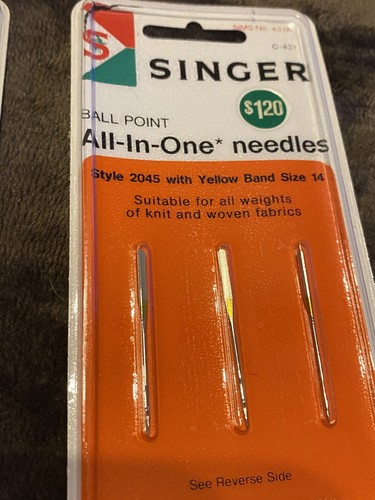 S
C-421
SINGER
$1.20
BALL POINT
All-In-One* needles
Style 2045 with Yellow Band Size 14
Suitable for all weights
of knit and woven fabrics
See Reverse Side